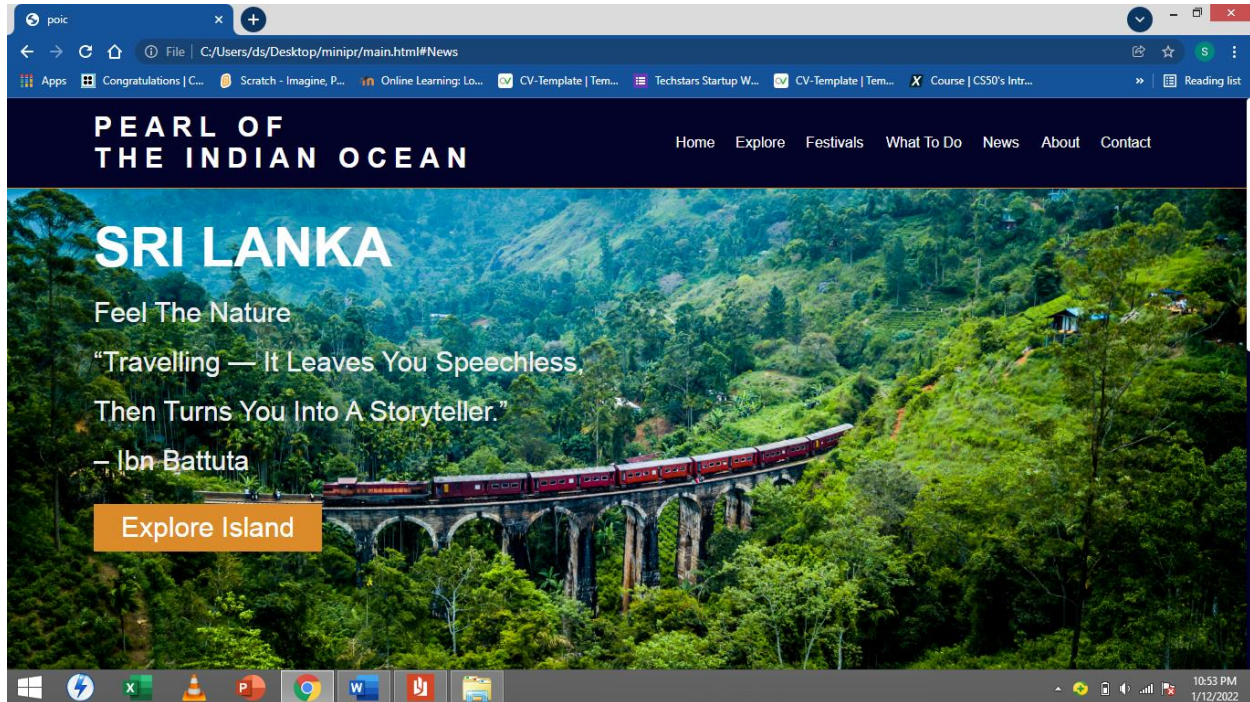 poic
File | C:/Users/ds/Desktop/minipr/main.html#News
Apps Congratulations | C... Scratch - Imagine, P... Online Learning: Lo... CV-Template | Tem... Techstars Startup W... CV-Template | Tem... Course | CS50's Intr... » Reading list
PEARL OF
THE INDIAN OCEAN
Home Explore Festivals What To Do News About Contact
SRI LANKA
Feel The Nature
“Travelling — It Leaves You Speechless,
Then Turns You Into A Storyteller.”
– Ibn Battuta
Explore Island
10:53 PM
1/12/2022